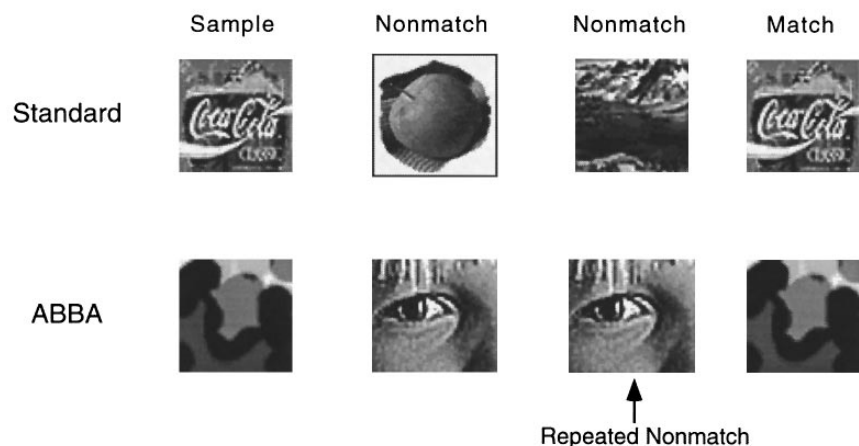 Sample Nonmatch Nonmatch Match
Standard
Coca Cola
Coca Cola
ABBA
Repeated Nonmatch